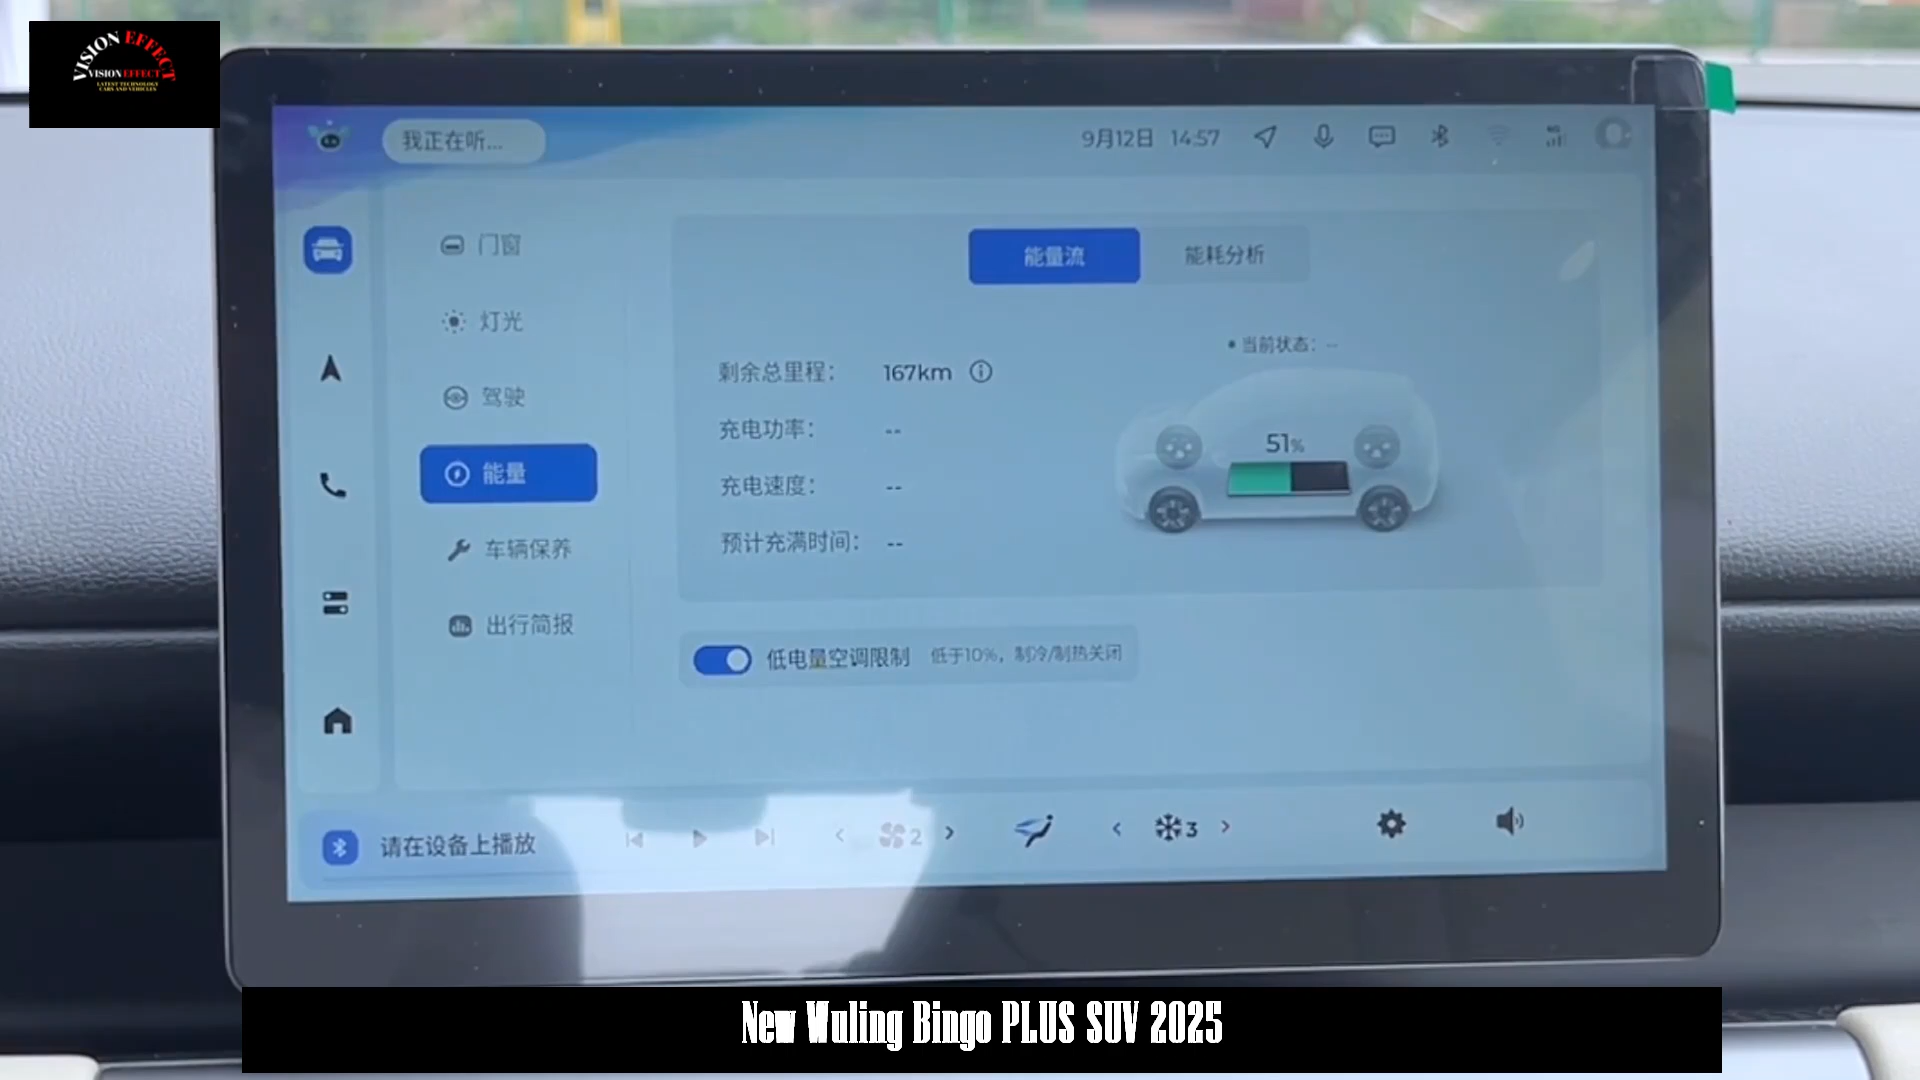 VISION EFFECT
VISION EFFECT
LATEST TECHNOLOGY
CARS AND VEHICLES
我正在听...
9月12日 14:57
门窗
灯光
驾驶
能量
车辆保养
出行简报
能量流
能耗分析
剩余总里程: 167km
充电功率: --
充电速度: --
预计充满时间: --
当前状态: --
51%
低电量空调限制 低于10%，制冷/制热关闭
请在设备上播放
2
3
New Wuling Bingo PLUS SUV 2025